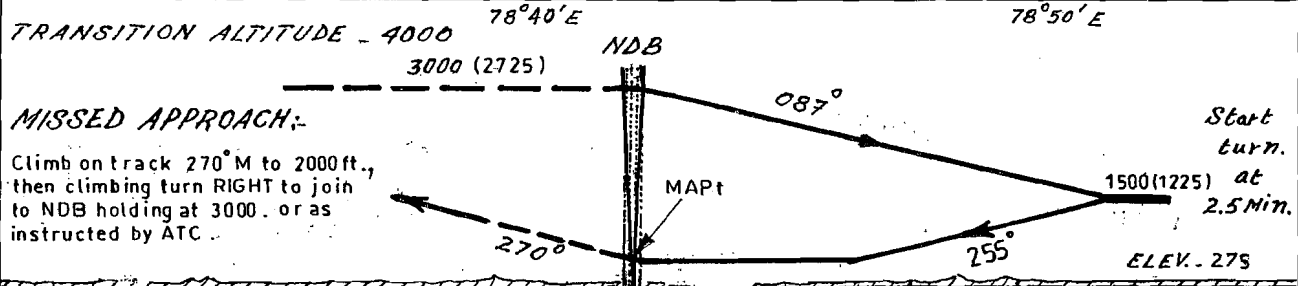 78°40'E
78°50'E
TRANSITION ALTITUDE - 4000
NDB
3000 (2725)
087°
MISSED APPROACH:-
Climb on track 270°M to 2000ft.,
then climbing turn RIGHT to join
to NDB holding at 3000. or as
instructed by ATC.
Start
turn.
at
2.5 Min.
1500(1225)
MAPt
270°
255°
ELEV.. 275